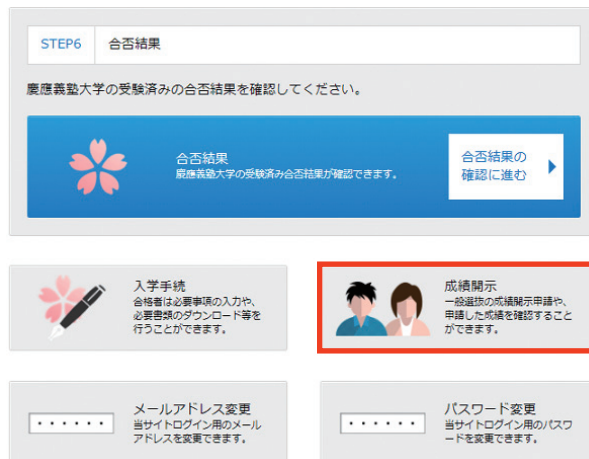 STEP6 合否結果
慶應義塾大学の受験済みの合否結果を確認してください。
合否結果
慶應義塾大学の受験済み合否結果が確認できます。
合否結果の
確認に進む
入学手続
合格者は必要事項の入力や、
必要書類のダウンロード等を
行うことができます。
成績開示
一般選抜の成績開示申請や、
申請した成績を確認すること
ができます。
メールアドレス変更
当サイトログイン用のメール
アドレスを変更できます。
パスワード変更
当サイトログイン用のパスワ
ードを変更できます。